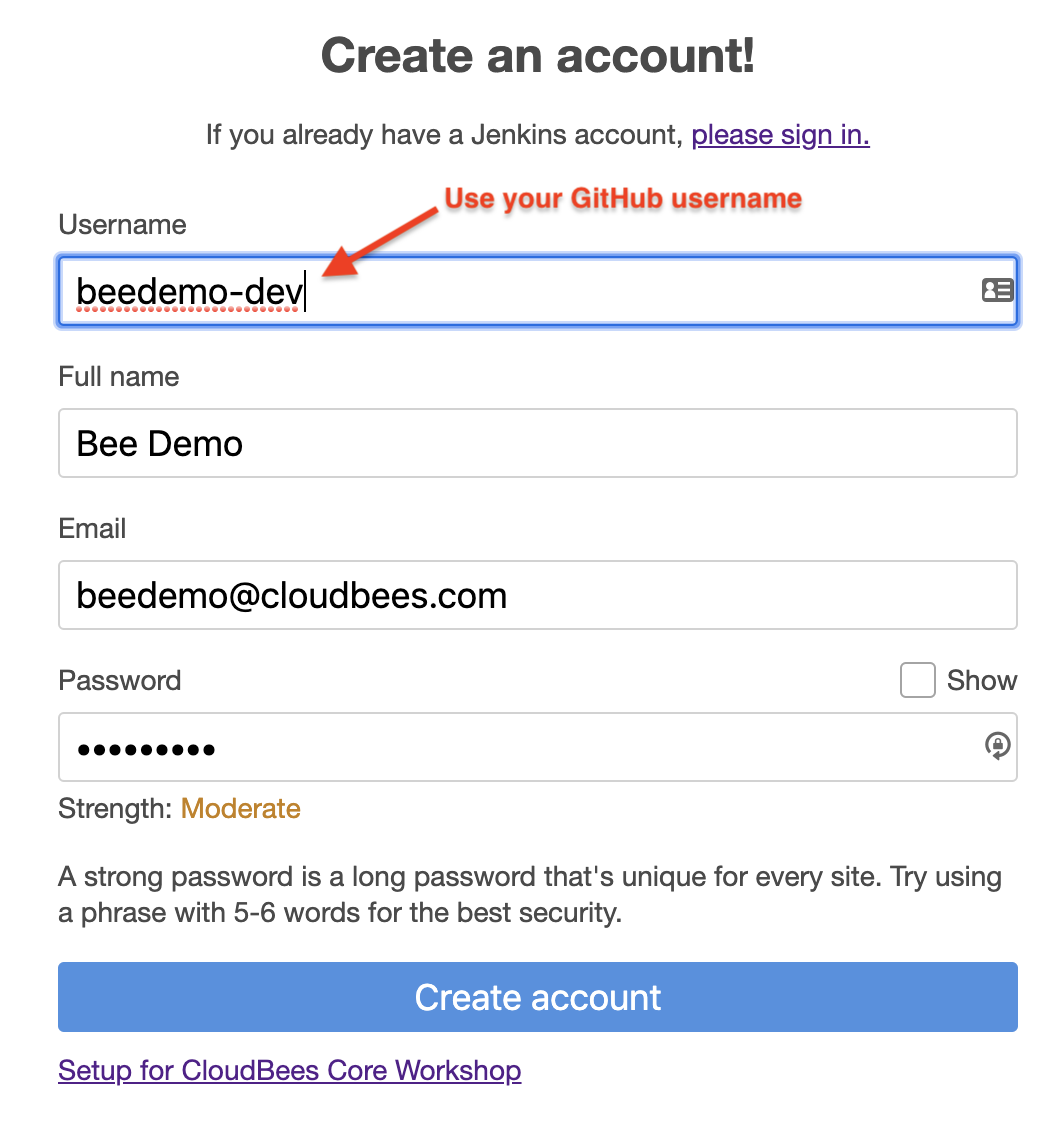 Create an account!
If you already have a Jenkins account, please sign in.
Use your GitHub username
Username
beedemo-dev
Full name
Bee Demo
Email
beedemo@cloudbees.com
Password
Show
•••••••••
Strength: Moderate
A strong password is a long password that's unique for every site. Try using
a phrase with 5-6 words for the best security.
Create account
Setup for CloudBees Core Workshop